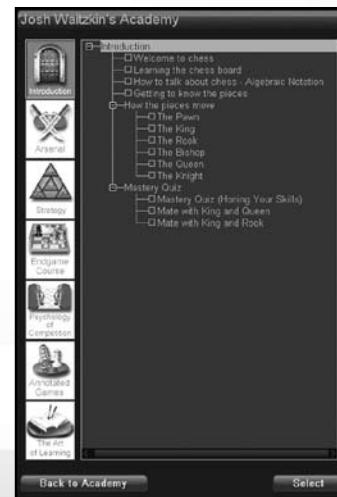 Josh Waitzkin's Academy
Introduction
Arsenal
Strategy
Endgame
Course
Psychology
of
Competition
Annotated
Games
The Art
of Learning
Introduction
Welcome to chess
Learning the chess board
How to talk about chess - Algebraic Notation
Getting to know the pieces
How the pieces move
The Pawn
The King
The Rook
The Bishop
The Queen
The Knight
Mastery Quiz
Mastery Quiz (Honing Your Skills)
Mate with King and Queen
Mate with King and Rook
Back to Academy
Select